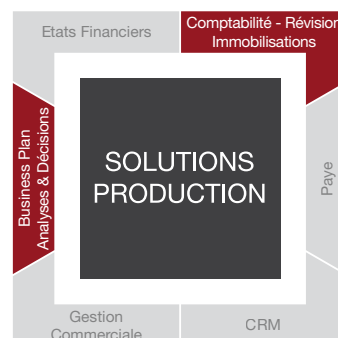 Etats Financiers
Comptabilité - Révision
Immobilisations
Business Plan
Analyses & Décisions
SOLUTIONS
PRODUCTION
Paye
Gestion
Commerciale
CRM